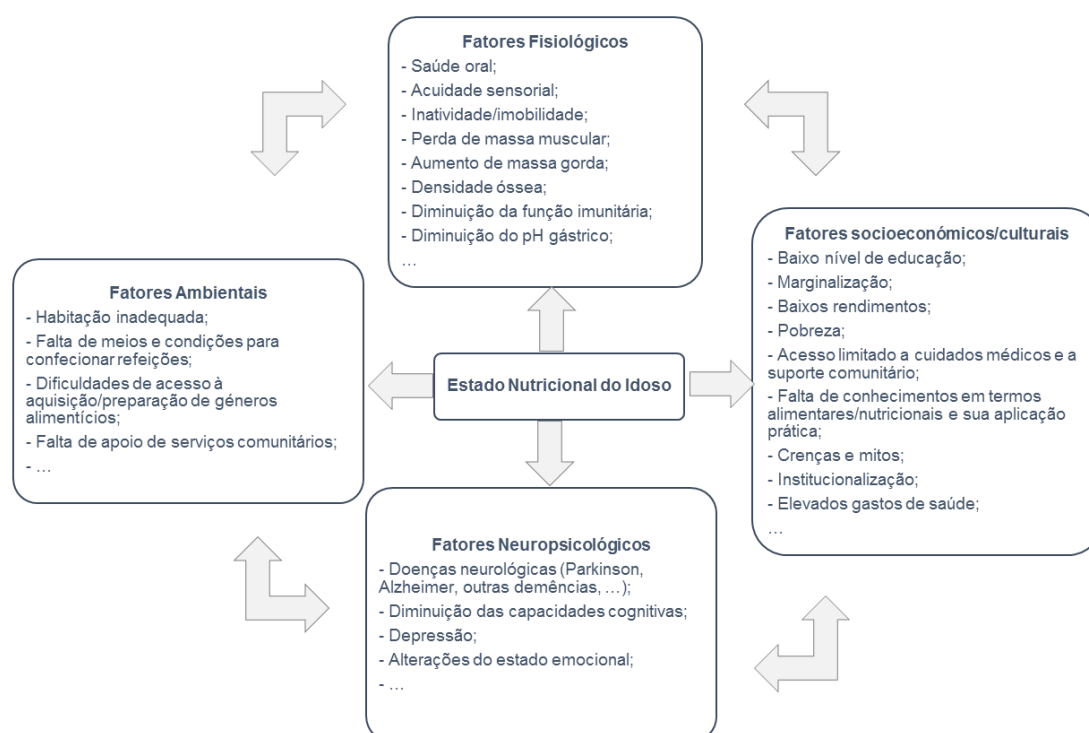 Fatores Fisiológicos
- Saúde oral;
- Acuidade sensorial;
- Inatividade/imobilidade;
- Perda de massa muscular;
- Aumento de massa gorda;
- Densidade óssea;
- Diminuição da função imunitária;
- Diminuição do pH gástrico;
…
Fatores Ambientais
- Habitação inadequada;
- Falta de meios e condições para
confecionar refeições;
- Dificuldades de acesso à
aquisição/preparação de géneros
alimentícios;
- Falta de apoio de serviços comunitários;
- …
Estado Nutricional do Idoso
Fatores socioeconómicos/culturais
- Baixo nível de educação;
- Marginalização;
- Baixos rendimentos;
- Pobreza;
- Acesso limitado a cuidados médicos e a
suporte comunitário;
- Falta de conhecimentos em termos
alimentares/nutricionais e sua aplicação
prática;
- Crenças e mitos;
- Institucionalização;
- Elevados gastos de saúde;
…
Fatores Neuropsicológicos
- Doenças neurológicas (Parkinson,
Alzheimer, outras demências, …);
- Diminuição das capacidades cognitivas;
- Depressão;
- Alterações do estado emocional;
- …